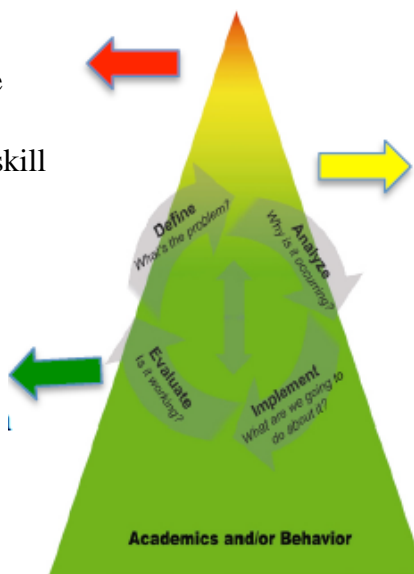 e
skill
Define
What's the problem?
Analyze
Why is it occurring?
Implement
What are we going to
do about it?
Evaluate
Is it working?
Academics and/or Behavior